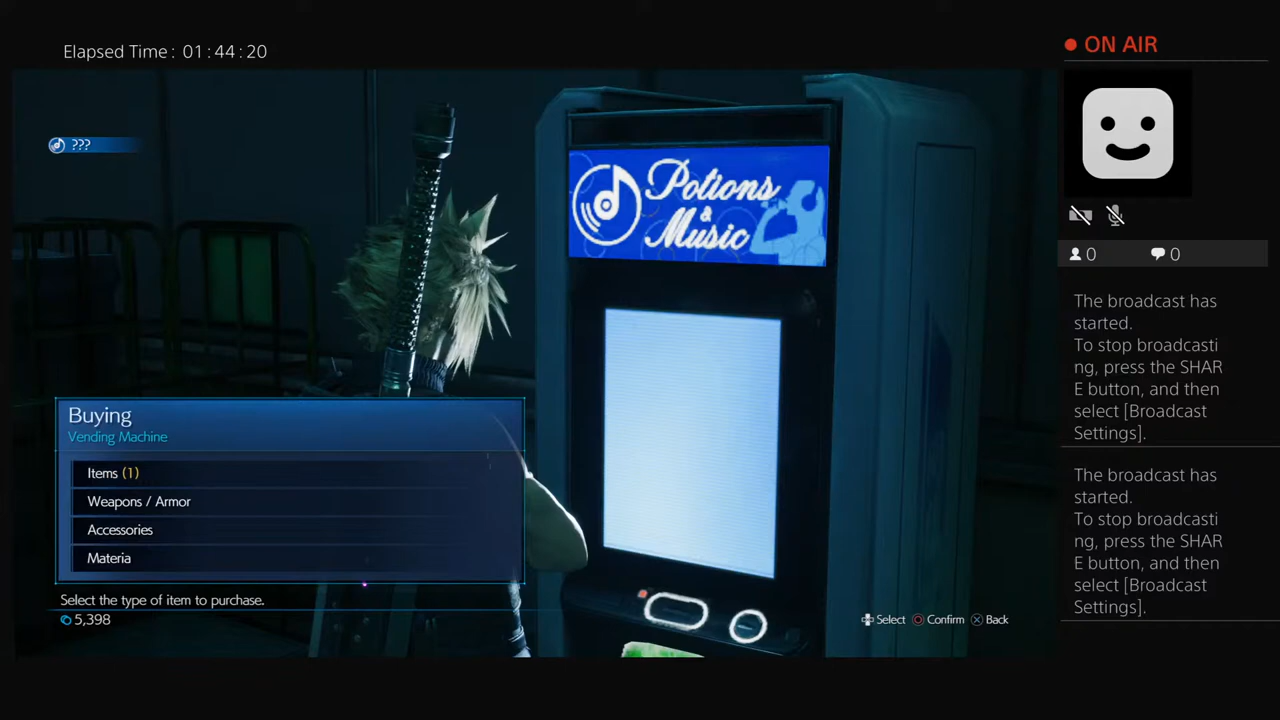 Elapsed Time: 01:44:20
ON AIR
???
Potions
&
Music
0
0
Buying
Vending Machine
Items (1)
Weapons / Armor
Accessories
Materia
Select the type of item to purchase.
5,398
Select Confirm Back
The broadcast has
started.
To stop broadcasti
ng, press the SHAR
E button, and then
select [Broadcast
Settings].
The broadcast has
started.
To stop broadcasti
ng, press the SHAR
E button, and then
select [Broadcast
Settings].